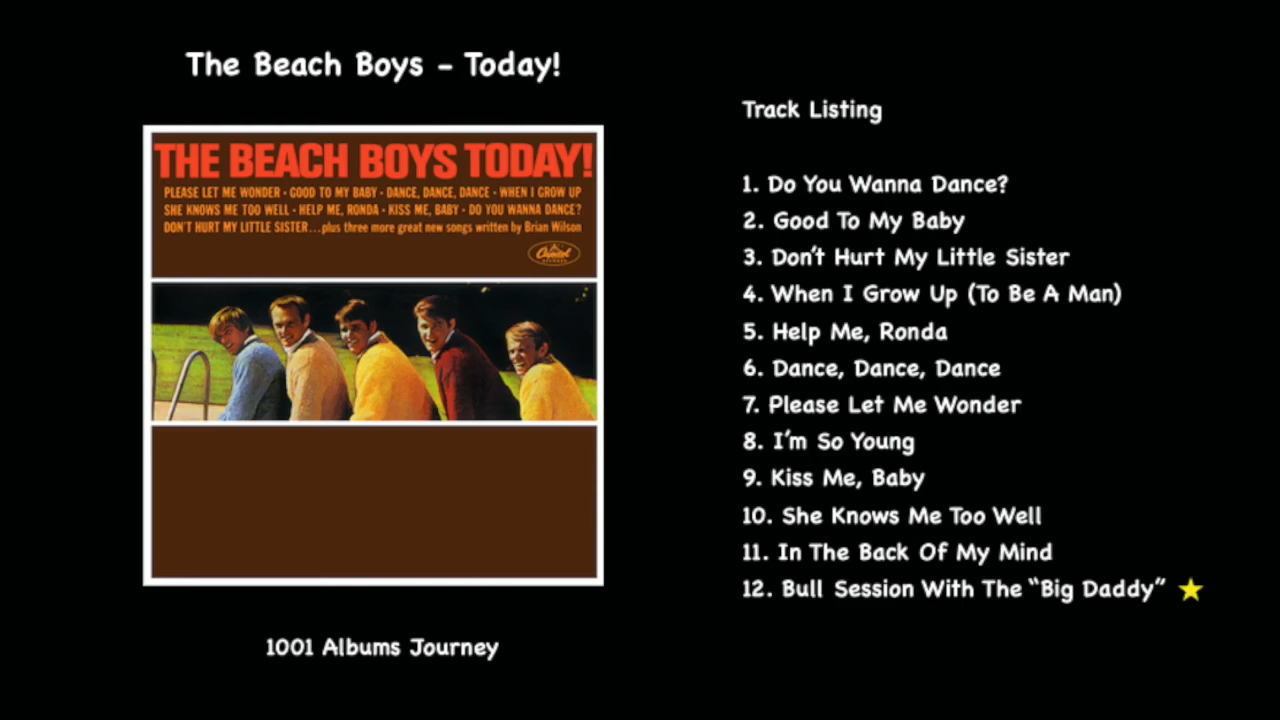 The Beach Boys - Today!
THE BEACH BOYS TODAY!
PLEASE LET ME WONDER • GOOD TO MY BABY • DANCE, DANCE, DANCE • WHEN I GROW UP
SHE KNOWS ME TOO WELL • HELP ME, RONDA • KISS ME, BABY • DO YOU WANNA DANCE?
DON'T HURT MY LITTLE SISTER...plus three more great new songs written by Brian Wilson
Capitol
1001 Albums Journey
Track Listing
1. Do You Wanna Dance?
2. Good To My Baby
3. Don't Hurt My Little Sister
4. When I Grow Up (To Be A Man)
5. Help Me, Ronda
6. Dance, Dance, Dance
7. Please Let Me Wonder
8. I'm So Young
9. Kiss Me, Baby
10. She Knows Me Too Well
11. In The Back Of My Mind
12. Bull Session With The “Big Daddy”